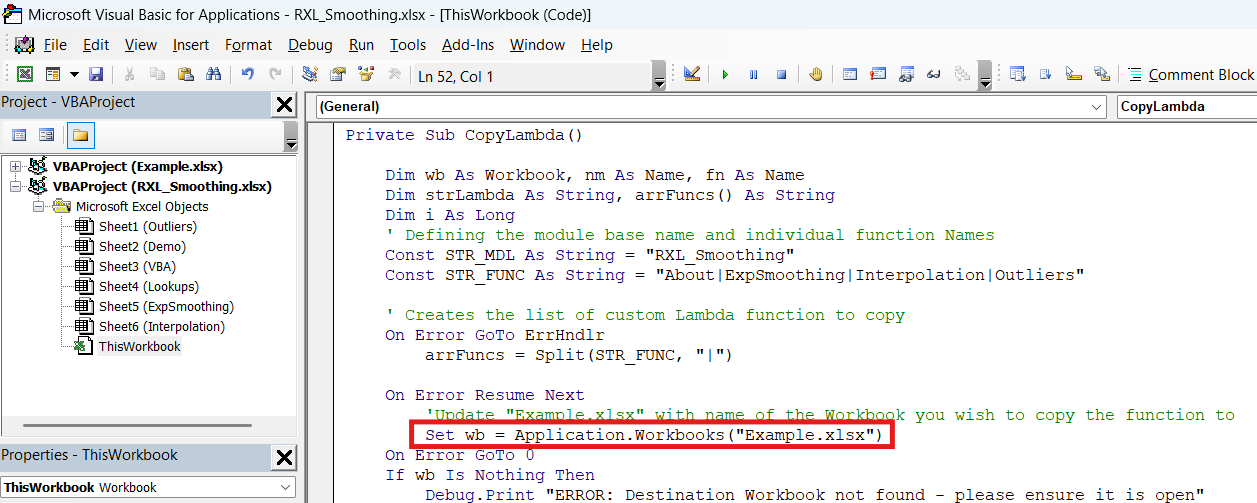 Microsoft Visual Basic for Applications - RXL_Smoothing.xlsx - [ThisWorkbook (Code)]
File Edit View Insert Format Debug Run Tools Add-Ins Window Help
Ln 52, Col 1
Comment Block
Project - VBAProject
(General)
CopyLambda
VBAProject (Example.xlsx)
VBAProject (RXL_Smoothing.xlsx)
Microsoft Excel Objects
Sheet1 (Outliers)
Sheet2 (Demo)
Sheet3 (VBA)
Sheet4 (Lookups)
Sheet5 (ExpSmoothing)
Sheet6 (Interpolation)
ThisWorkbook
Properties - ThisWorkbook
ThisWorkbook Workbook
Private Sub CopyLambda()
Dim wb As Workbook, nm As Name, fn As Name
Dim strLambda As String, arrFuncs() As String
Dim i As Long
' Defining the module base name and individual function Names
Const STR_MDL As String = "RXL_Smoothing"
Const STR_FUNC As String = "About|ExpSmoothing|Interpolation|Outliers"
' Creates the list of custom Lambda function to copy
On Error GoTo ErrHndlr
arrFuncs = Split(STR_FUNC, "|")
On Error Resume Next
'Update "Example.xlsx" with name of the Workbook you wish to copy the function to
Set wb = Application.Workbooks("Example.xlsx")
On Error GoTo 0
If wb Is Nothing Then
Debug.Print "ERROR: Destination Workbook not found - please ensure it is open"